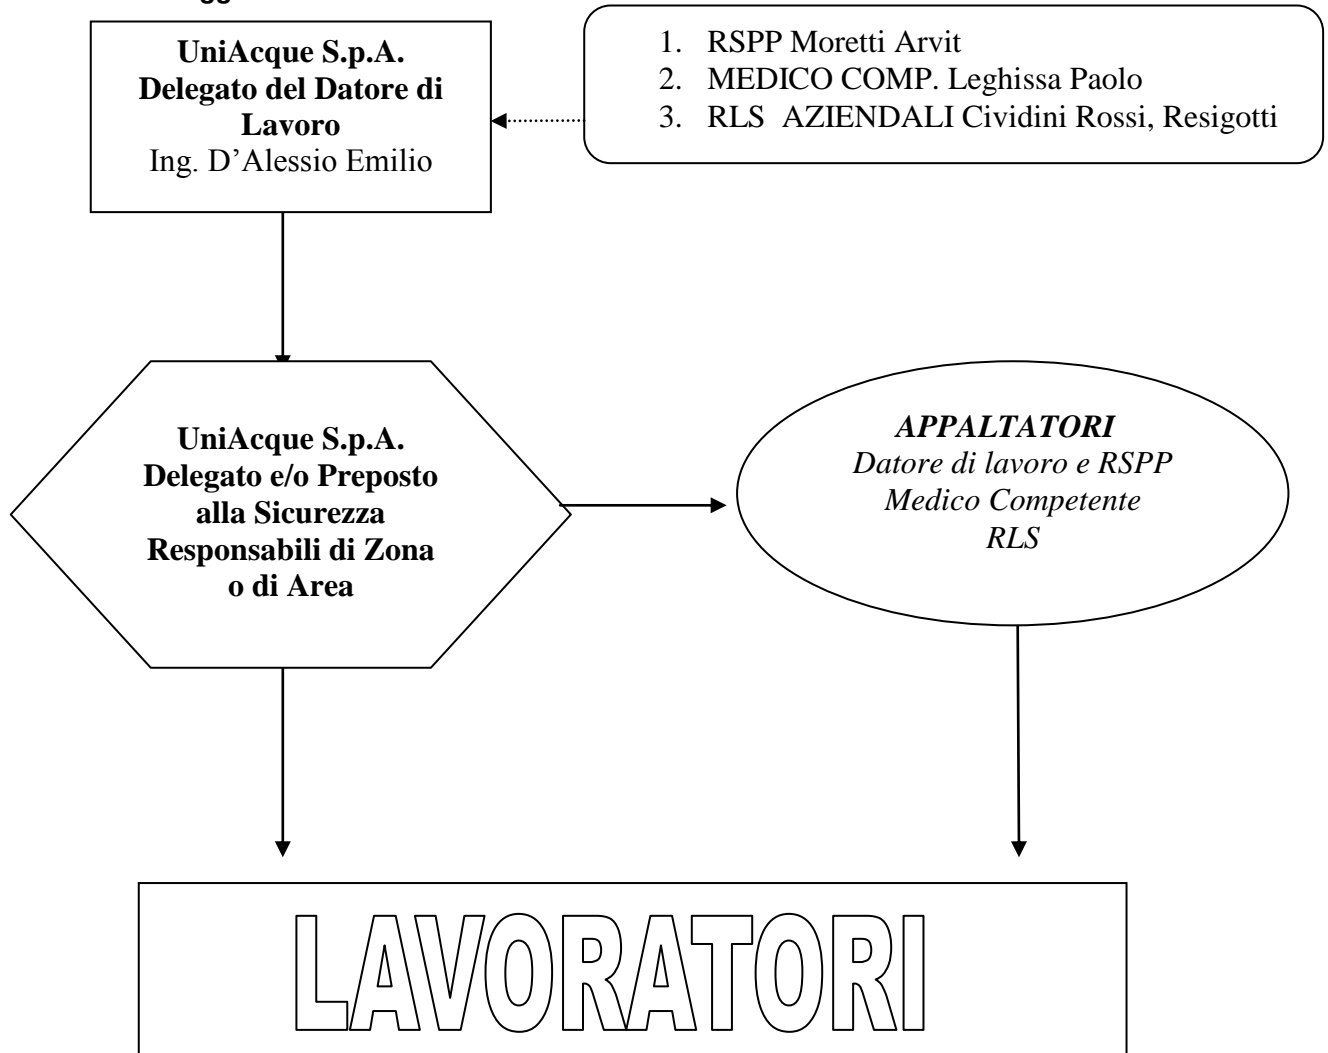 UniAcque S.p.A.
Delegato del Datore di
Lavoro
Ing. D’Alessio Emilio
1. RSPP Moretti Arvit
2. MEDICO COMP. Leghissa Paolo
3. RLS AZIENDALI Cividini Rossi, Resigotti
UniAcque S.p.A.
Delegato e/o Preposto
alla Sicurezza
Responsabili di Zona
o di Area
APPALTATORI
Datore di lavoro e RSPP
Medico Competente
RLS
LAVORATORI